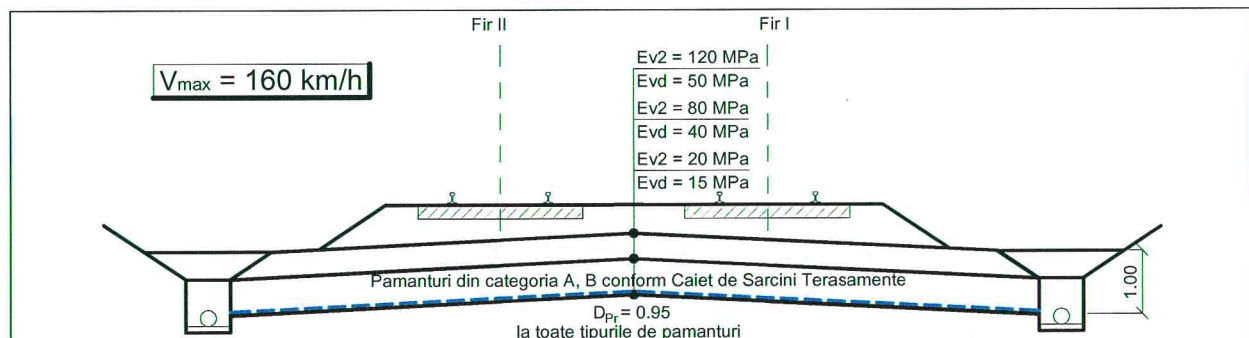 Fir II
Fir I
Vmax = 160 km/h
Ev2 = 120 MPa
Evd = 50 MPa
Ev2 = 80 MPa
Evd = 40 MPa
Ev2 = 20 MPa
Evd = 15 MPa
Pamanturi din categoria A, B conform Caiet de Sarcini Terasamente
1.00
DPr = 0.95
la toate tipurile de pamanturi